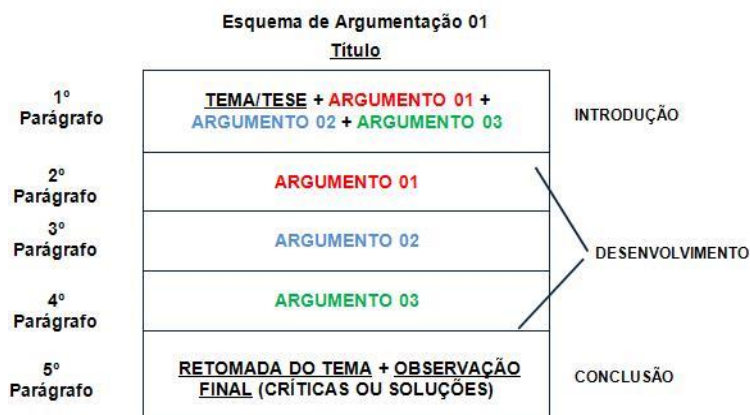 Esquema de Argumentação 01
Título
1º
Parágrafo
TEMA/TESE + ARGUMENTO 01 +
ARGUMENTO 02 + ARGUMENTO 03
INTRODUÇÃO
2º
Parágrafo
ARGUMENTO 01
3º
Parágrafo
ARGUMENTO 02
DESENVOLVIMENTO
4º
Parágrafo
ARGUMENTO 03
5º
Parágrafo
RETOMADA DO TEMA + OBSERVAÇÃO
FINAL (CRÍTICAS OU SOLUÇÕES)
CONCLUSÃO